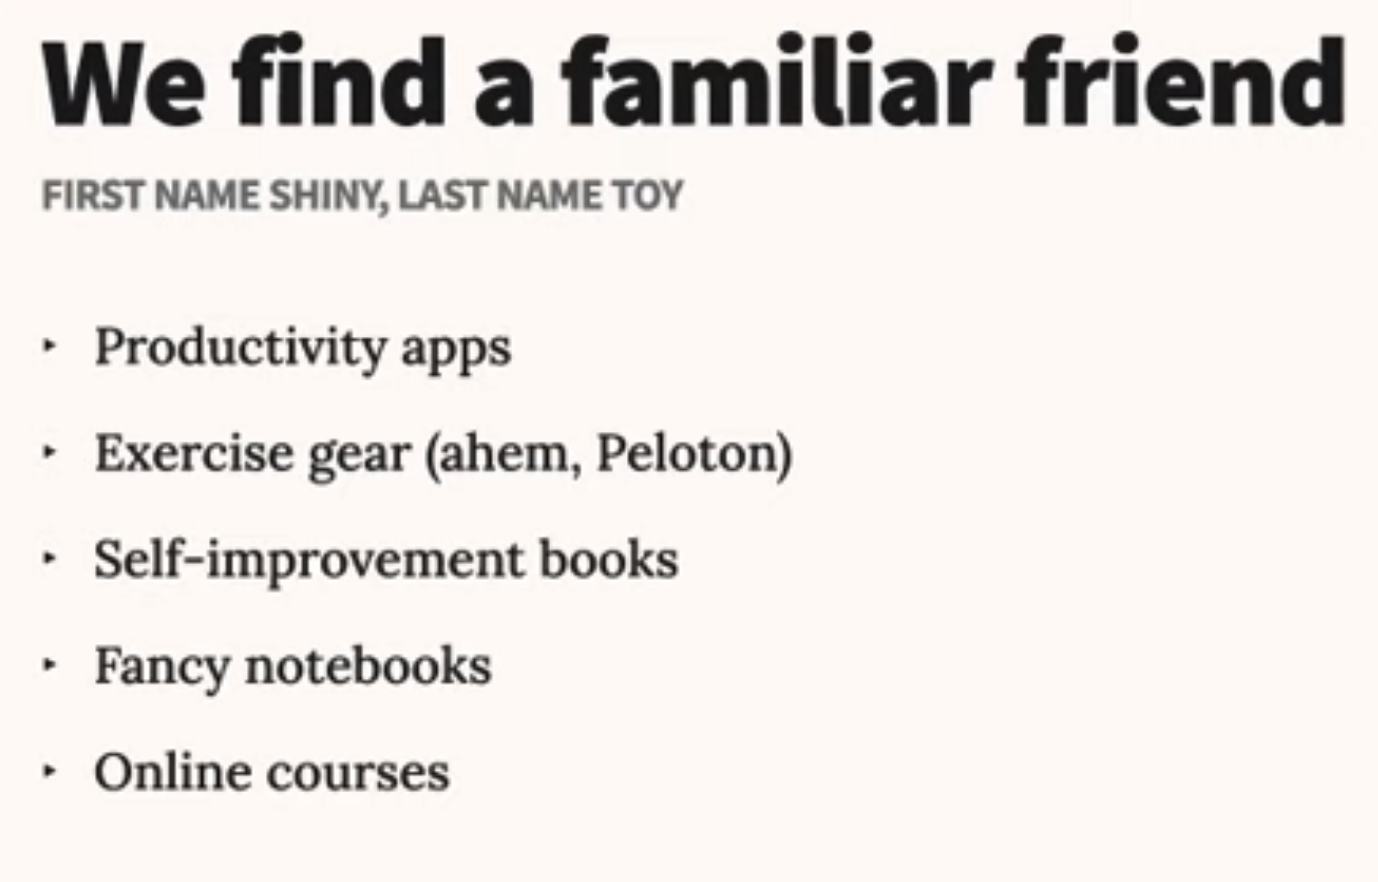 We find a familiar friend
FIRST NAME SHINY, LAST NAME TOY
‣ Productivity apps
‣ Exercise gear (ahem, Peloton)
‣ Self-improvement books
‣ Fancy notebooks
‣ Online courses